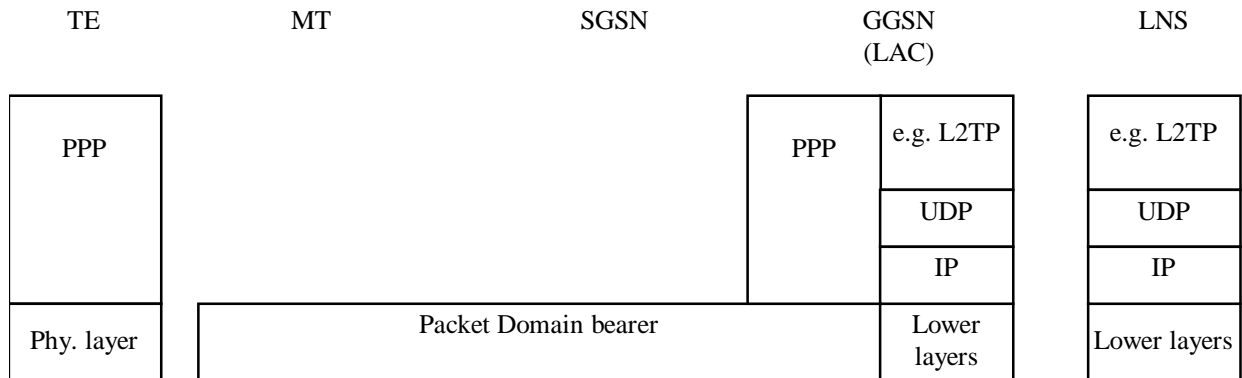 TE MT SGSN GGSN LNS
(LAC)
PPP PPP e.g. L2TP e.g. L2TP
UDP UDP
IP IP
Phy. layer Packet Domain bearer Lower Lower layers
layers